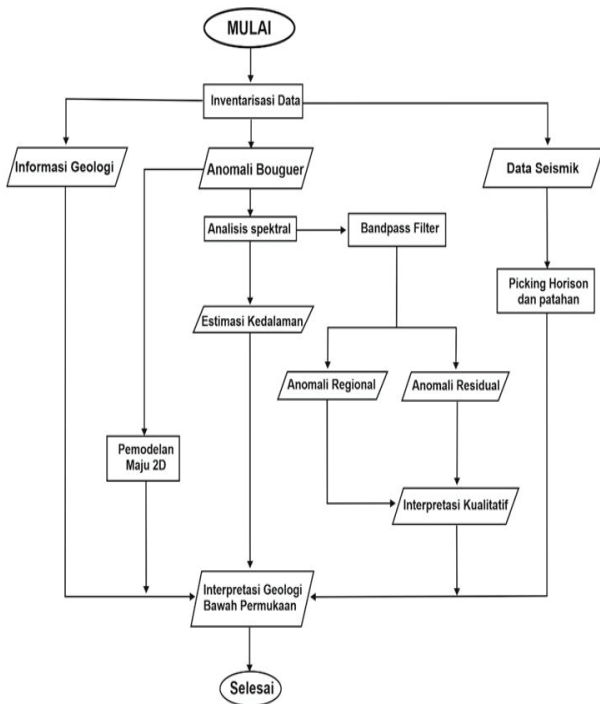 MULAI
Inventarisasi Data
Informasi Geologi
Anomali Bouguer
Data Seismik
Analisis spektral
Bandpass Filter
Picking Horison
dan patahan
Estimasi Kedalaman
Anomali Regional
Anomali Residual
Pemodelan
Maju 2D
Interpretasi Kualitatif
Interpretasi Geologi
Bawah Permukaan
Selesai